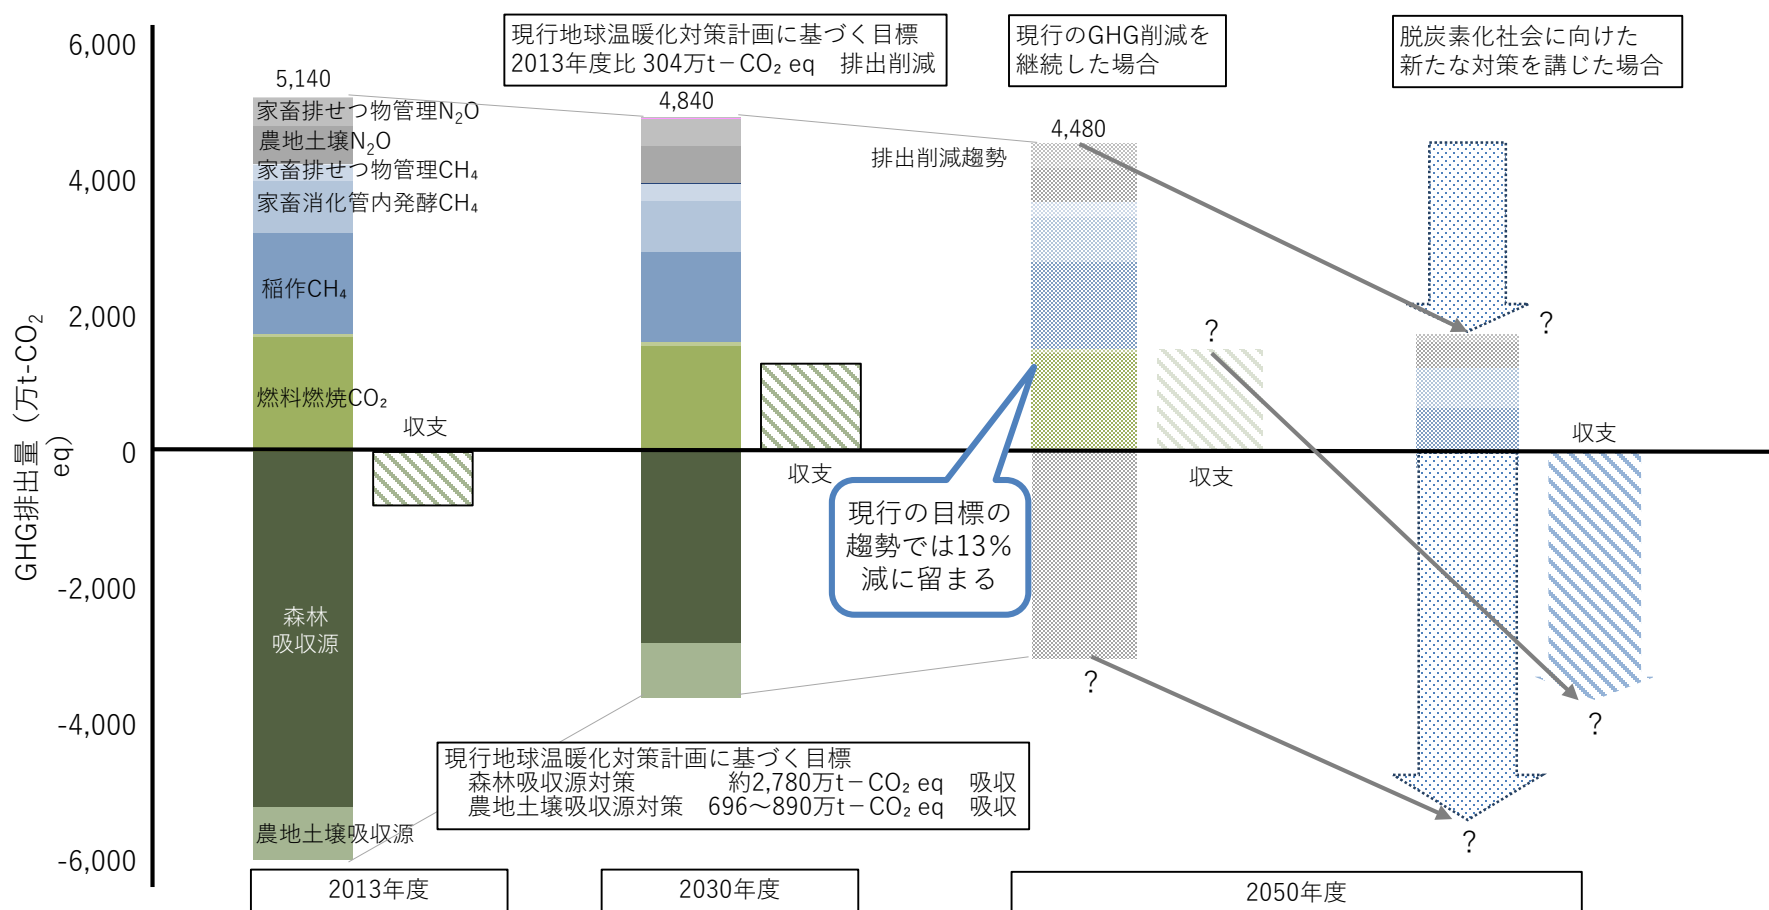 現行地球温暖化対策計画に基づく目標
2013年度比 304万t－CO₂ eq　排出削減
現行のGHG削減を
継続した場合
脱炭素化社会に向けた
新たな対策を講じた場合
GHG排出量（万t-CO₂
eq)
6,000
4,000
2,000
0
-2,000
-4,000
-6,000
5,140
家畜排せつ物管理N₂O
農地土壌N₂O
家畜排せつ物管理CH₄
家畜消化管内発酵CH₄
稲作CH₄
燃料燃焼CO₂
収支
森林
吸収源
農地土壌吸収源
4,840
収支
排出削減趨勢
4,480
?
収支
?
?
収支
?
?
現行の目標の
趨勢では13%
減に留まる
現行地球温暖化対策計画に基づく目標
森林吸収源対策　約2,780万t－CO₂ eq　吸収
農地土壌吸収源対策　696～890万t－CO₂ eq　吸収
2013年度
2030年度
2050年度